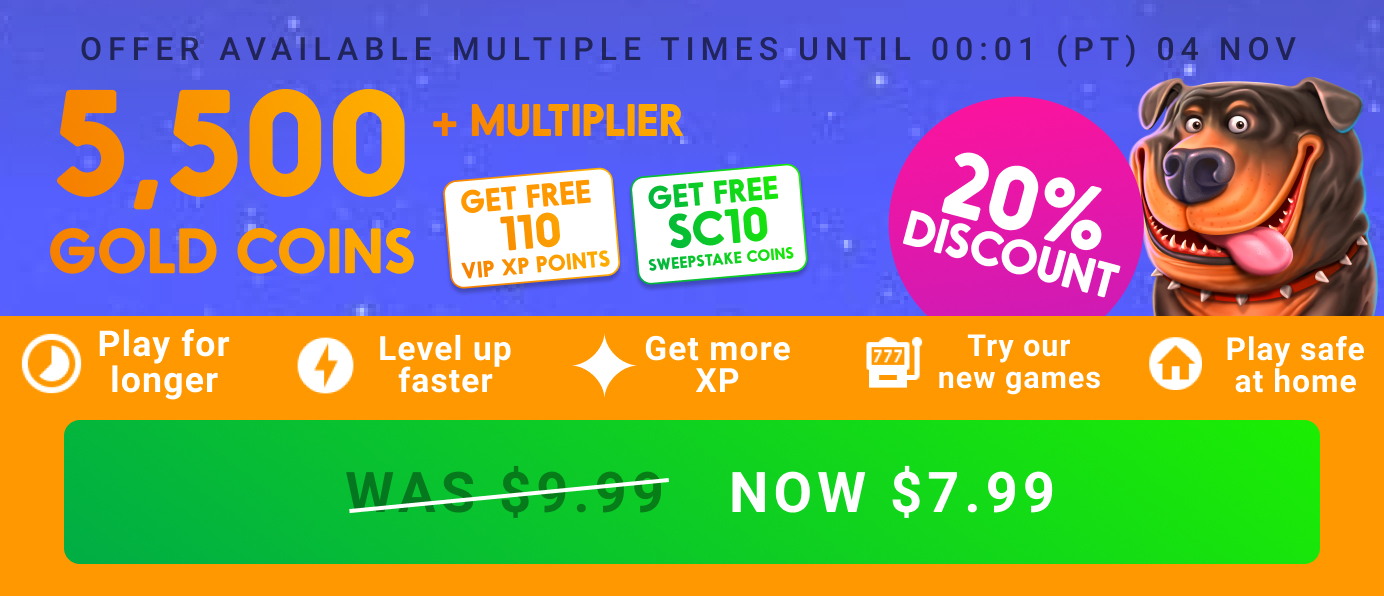 OFFER AVAILABLE MULTIPLE TIMES UNTIL 00:01 (PT) 04 NOV
5,500
GOLD COINS
+ MULTIPLIER
GET FREE
110
VIP XP POINTS
GET FREE
SC10
SWEEPSTAKE COINS
20%
DISCOUNT
Play for
longer
Level up
faster
Get more
XP
777
Try our
new games
Play safe
at home
WAS $9.99 NOW $7.99